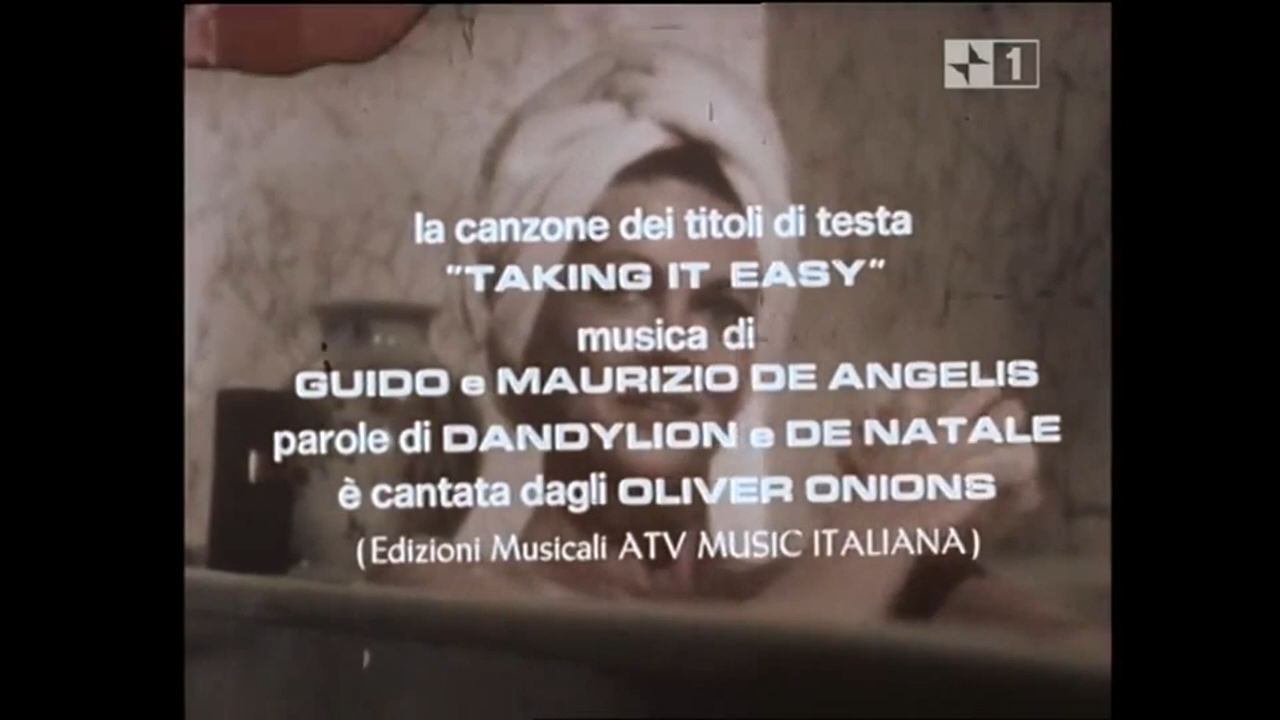 1
la canzone dei titoli di testa
"TAKING IT EASY"
musica di
GUIDO e MAURIZIO DE ANGELIS
parole di DANDYLION e DE NATALE
è cantata dagli OLIVER ONIONS
(Edizioni Musicali ATV MUSIC ITALIANA)